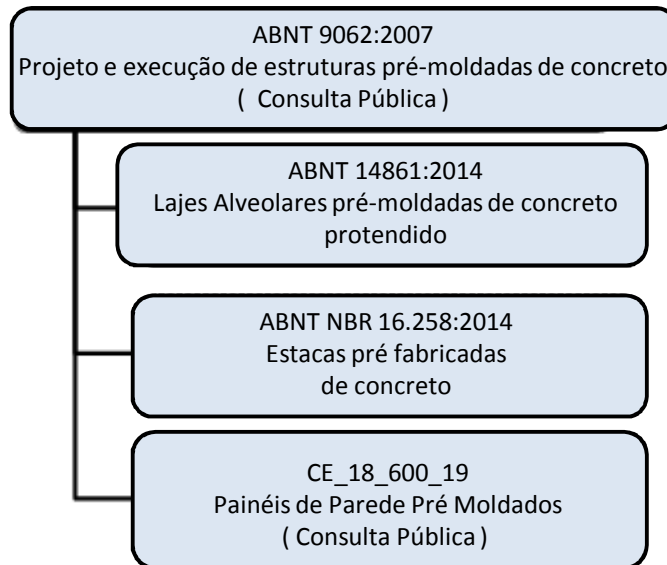 ABNT 9062:2007
Projeto e execução de estruturas pré-moldadas de concreto
( Consulta Pública )
ABNT 14861:2014
Lajes Alveolares pré-moldadas de concreto
protendido
ABNT NBR 16.258:2014
Estacas pré fabricadas
de concreto
CE_18_600_19
Painéis de Parede Pré Moldados
( Consulta Pública )